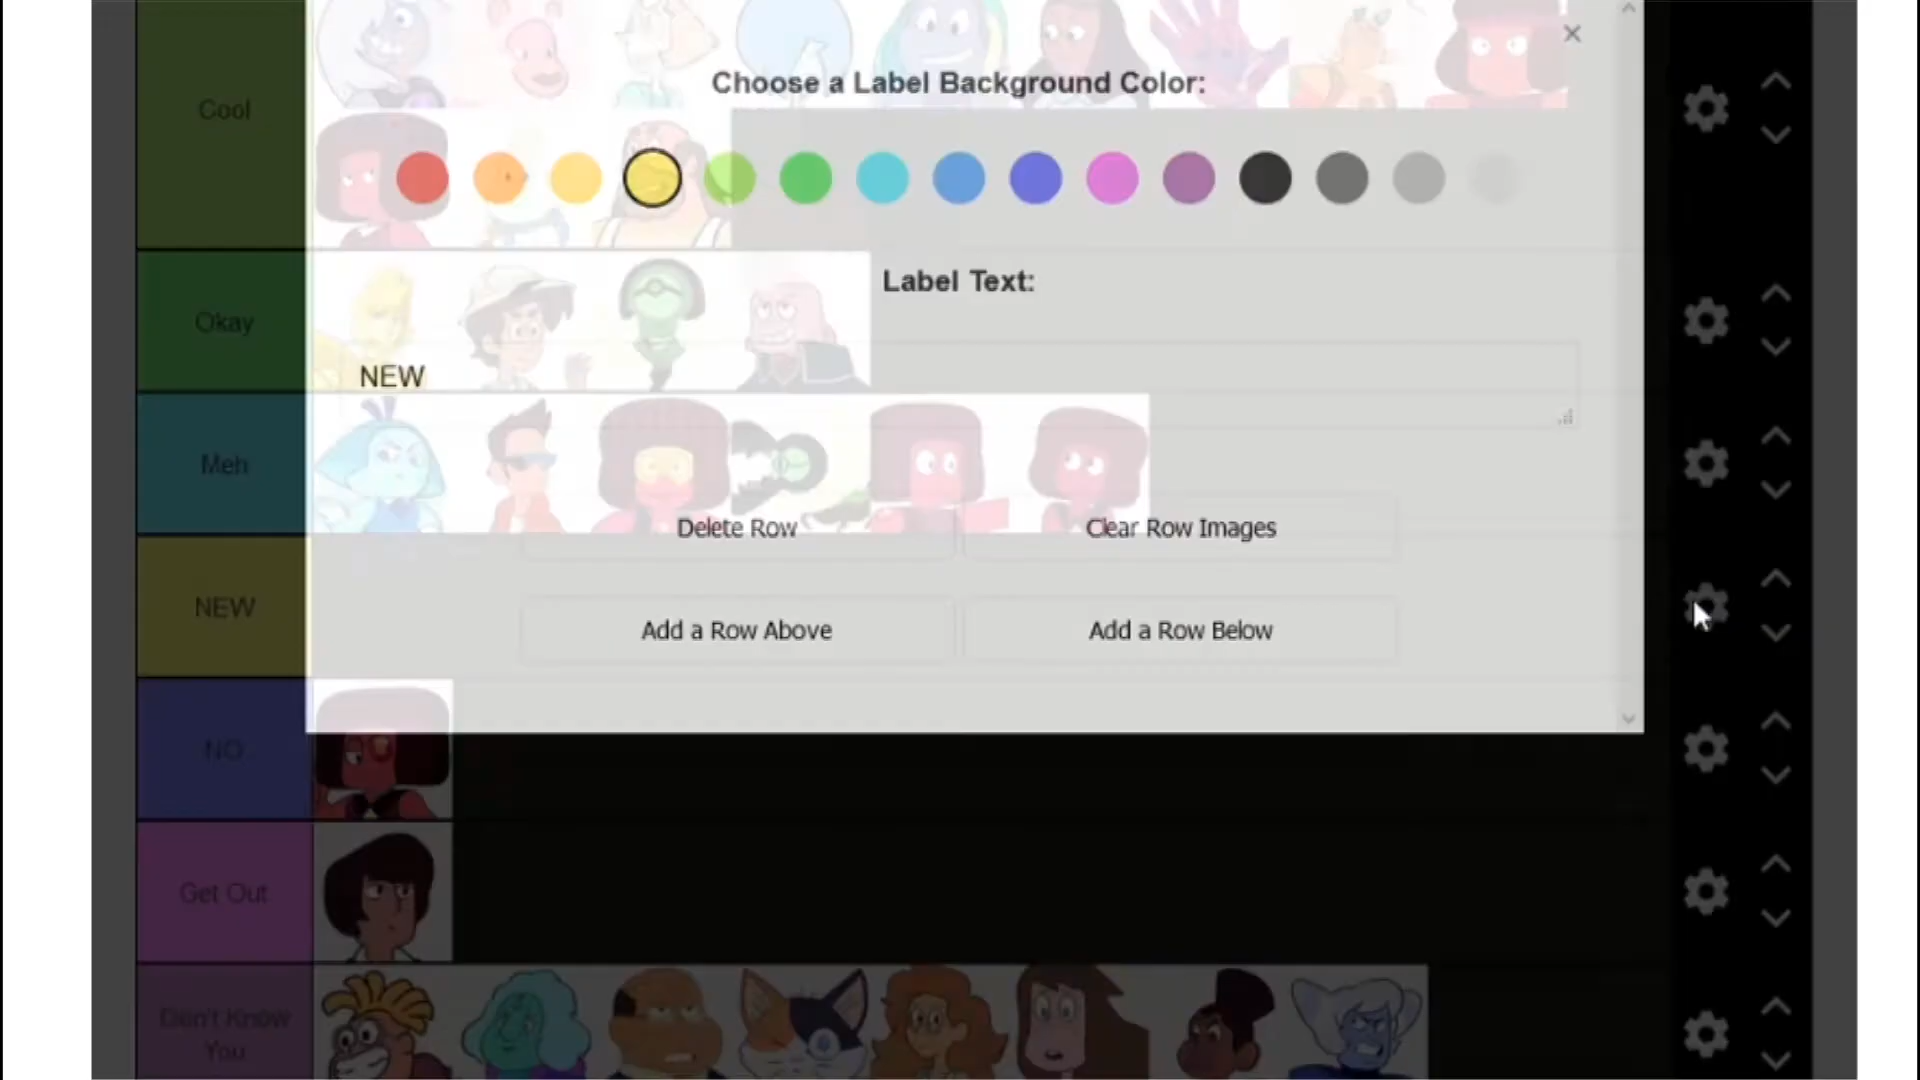 Cool
Choose a Label Background Color:
Okay
Label Text:
NEW
Meh
Delete Row
Clear Row Images
NEW
Add a Row Above
Add a Row Below
NO
Get Out
Don't Know
You